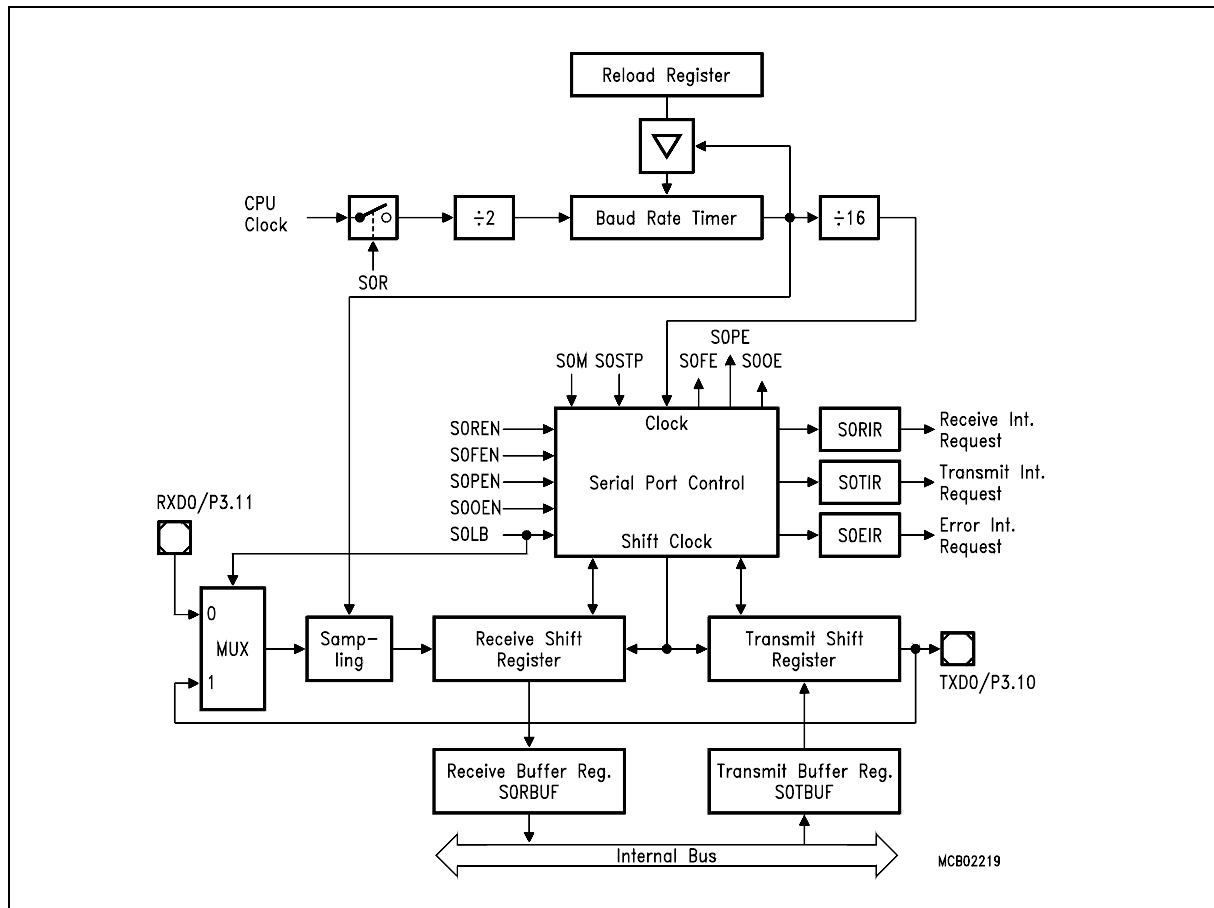 Reload Register
CPU
Clock
÷2
Baud Rate Timer
÷16
S0R
S0M
S0STP
S0FE
S0PE
S0OE
S0REN
S0FEN
S0PEN
S0OEN
S0LB
Clock
Serial Port Control
Shift Clock
S0RIR
Receive Int.
Request
S0TIR
Transmit Int.
Request
S0EIR
Error Int.
Request
RXD0/P3.11
0
MUX
1
Samp-
ling
Receive Shift
Register
Transmit Shift
Register
TXD0/P3.10
Receive Buffer Reg.
S0RBUF
Transmit Buffer Reg.
S0TBUF
Internal Bus
MCB02219